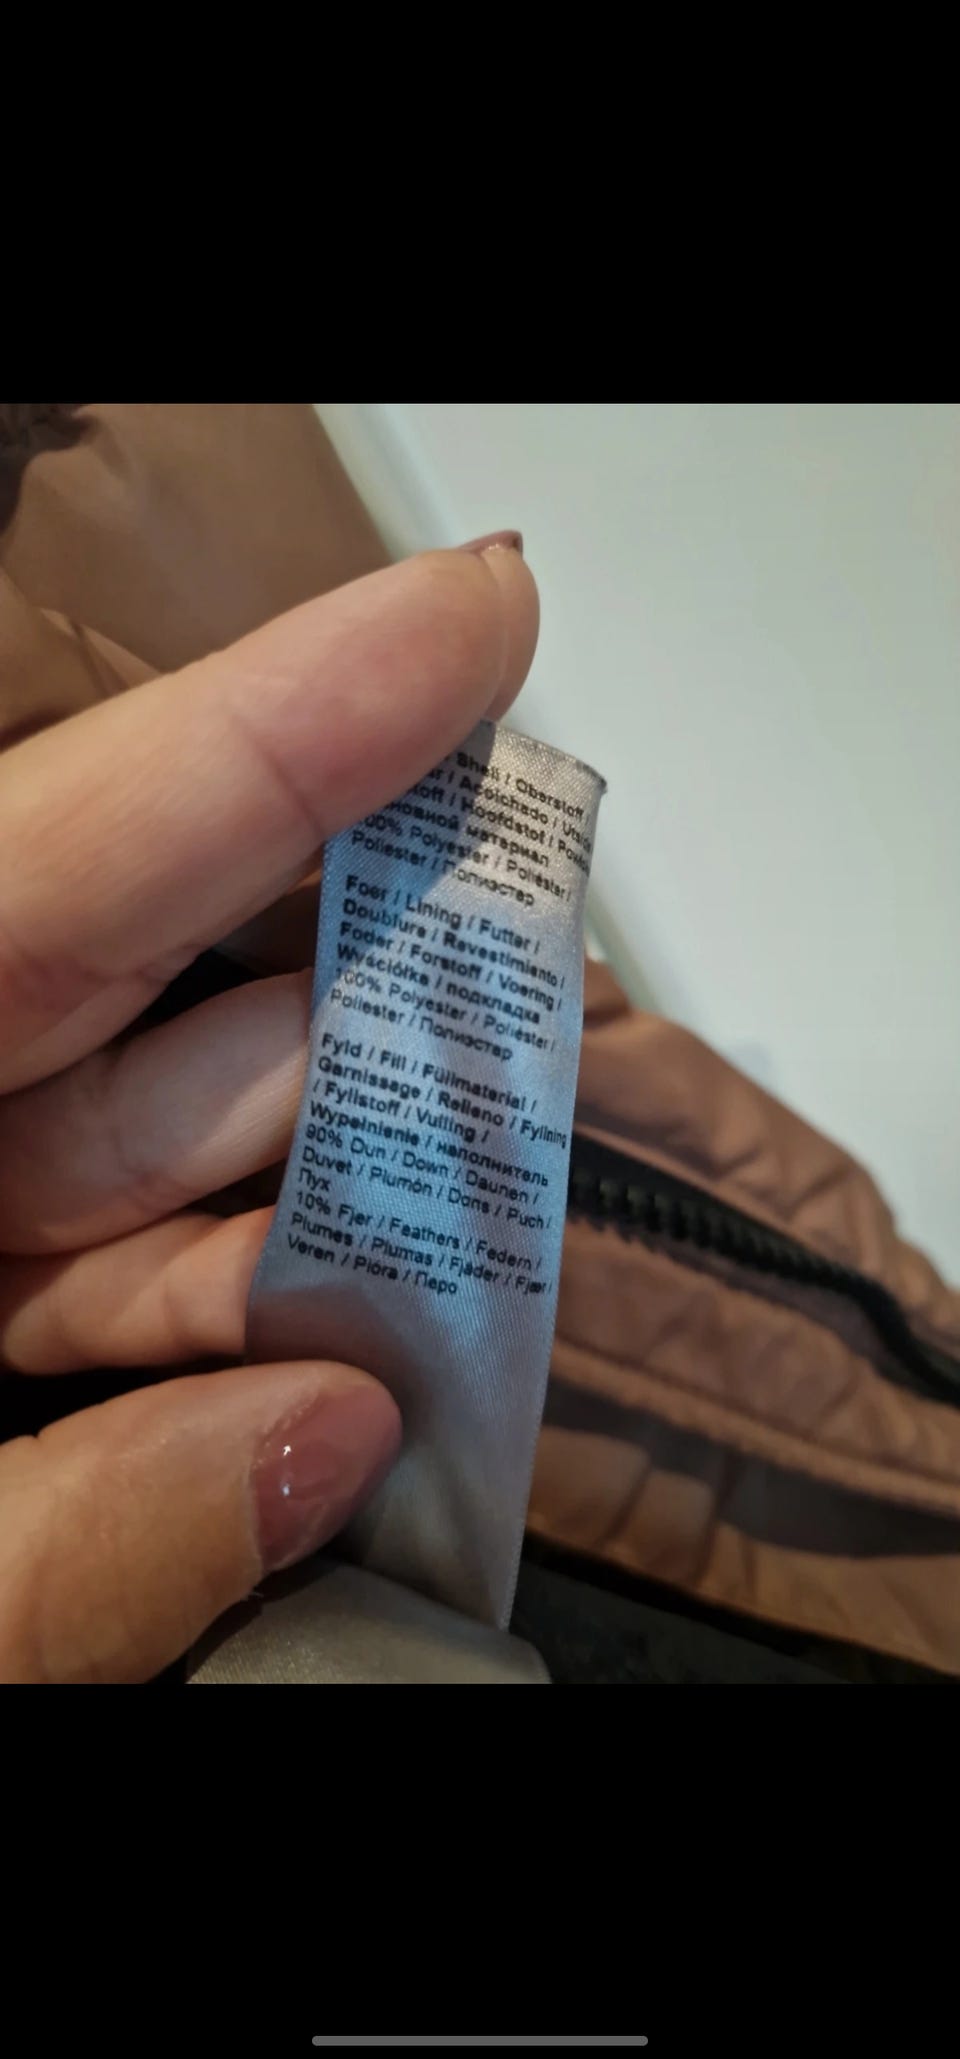 Shell / Oberstoff /
/ Acolchado /
/ Hoofdstof /
материал
100% Polyester / Poliéster /
Poliester / Полиэстер
Foer / Lining / Futter /
Doublure / Revestimiento /
Foder / Forstoff / Voering /
Wyściółka / подкладка
100% Polyester / Poliéster /
Poliester / Полиэстер
Fyld / Fill / Füllmaterial /
Garnissage / Relleno / Fyllning
/ Fyllstoff / Vulling /
Wypełnienie / наполнитель
90% Dun / Down / Daunen /
Duvet / Plumón / Dons / Puch /
Пух
10% Fjer / Feathers / Federn /
Plumes / Plumas / Fjäder / Fjær /
Veren / Pióra / Перо